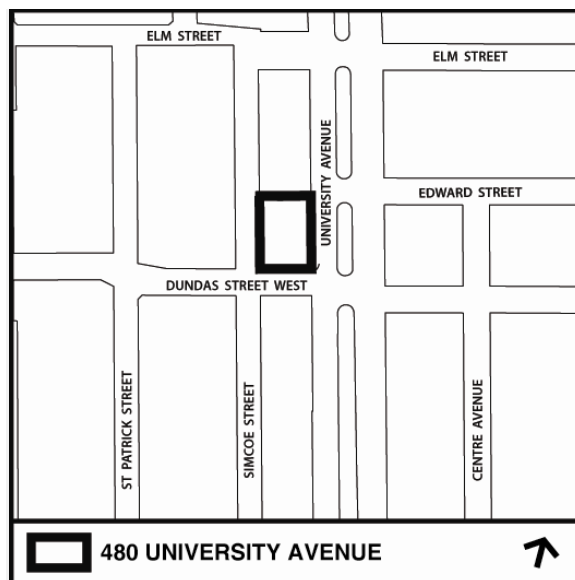 ELM STREET
ELM STREET
UNIVERSITY AVENUE
EDWARD STREET
DUNDAS STREET WEST
ST PATRICK STREET
SIMCOE STREET
CENTRE AVENUE
480 UNIVERSITY AVENUE